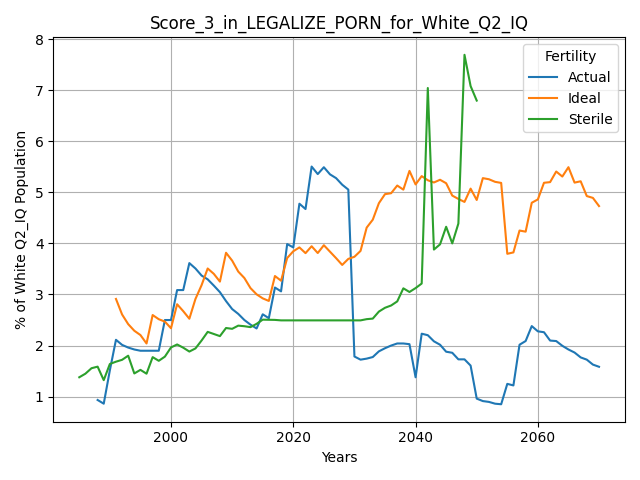 Score_3_in_LEGALIZE_PORN_for_White_Q2_IQ
% of White Q2_IQ Population
8
7
6
5
4
3
2
1
Fertility
Actual
Ideal
Sterile
2000
2020
2040
2060
Years